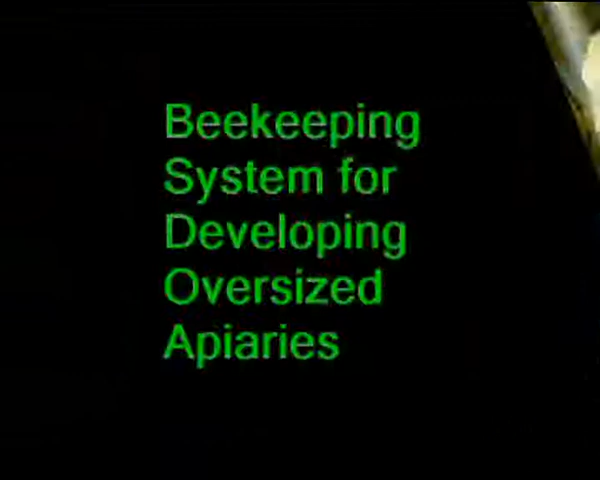 Beekeeping
System for
Developing
Oversized
Apiaries